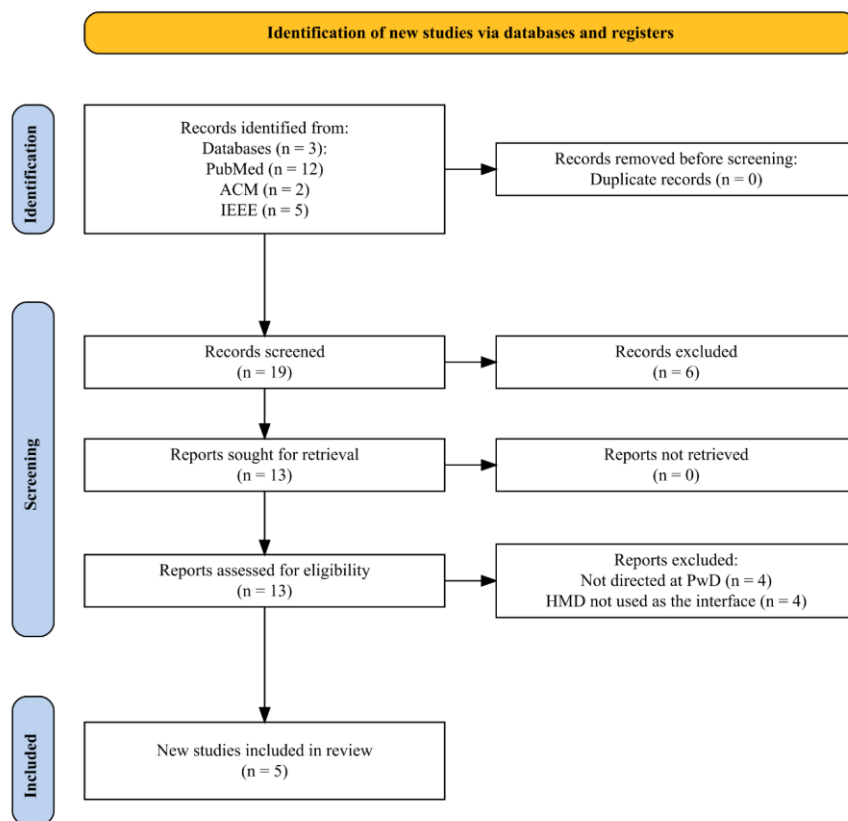 Identification of new studies via databases and registers
Identification
Records identified from:
Databases (n = 3):
PubMed (n = 12)
ACM (n = 2)
IEEE (n = 5)
Records removed before screening:
Duplicate records (n = 0)
Screening
Records screened
(n = 19)
Records excluded
(n = 6)
Reports sought for retrieval
(n = 13)
Reports not retrieved
(n = 0)
Reports assessed for eligibility
(n = 13)
Reports excluded:
Not directed at PwD (n = 4)
HMD not used as the interface (n = 4)
Included
New studies included in review
(n = 5)